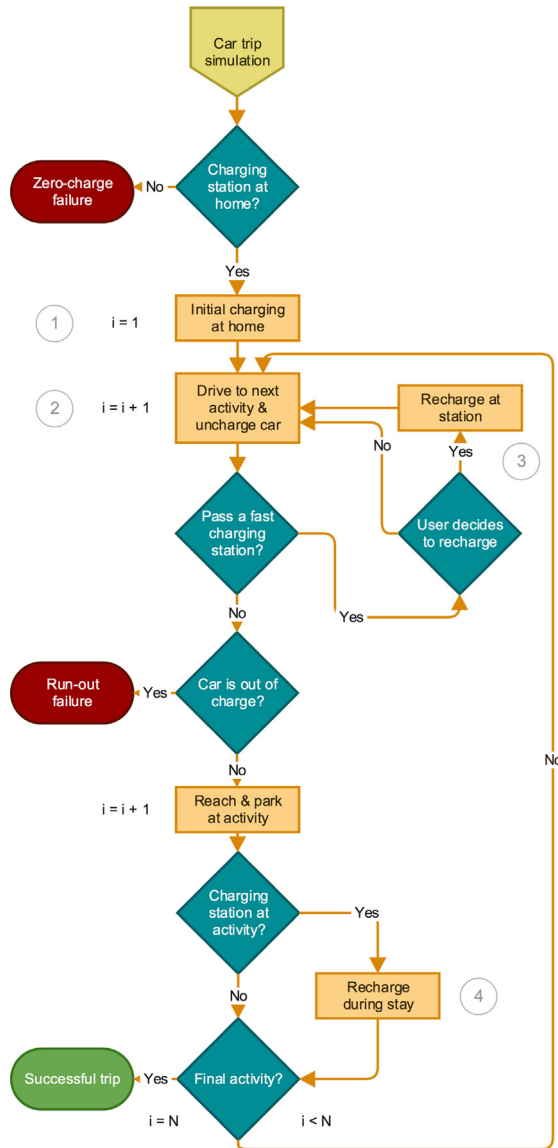 Car trip
simulation
Charging
station at
home?
No
Zero-charge
failure
Yes
1
i = 1
Initial charging
at home
2
i = i + 1
Drive to next
activity &
uncharge car
Recharge at
station
No
Yes
3
Pass a fast
charging
station?
User decides
to recharge
Yes
No
Run-out
failure
Yes
Car is out of
charge?
No
No
i = i + 1
Reach & park
at activity
Charging
station at
activity?
Yes
Recharge
during stay
4
No
Successful trip
Yes
Final activity?
i = N
i < N